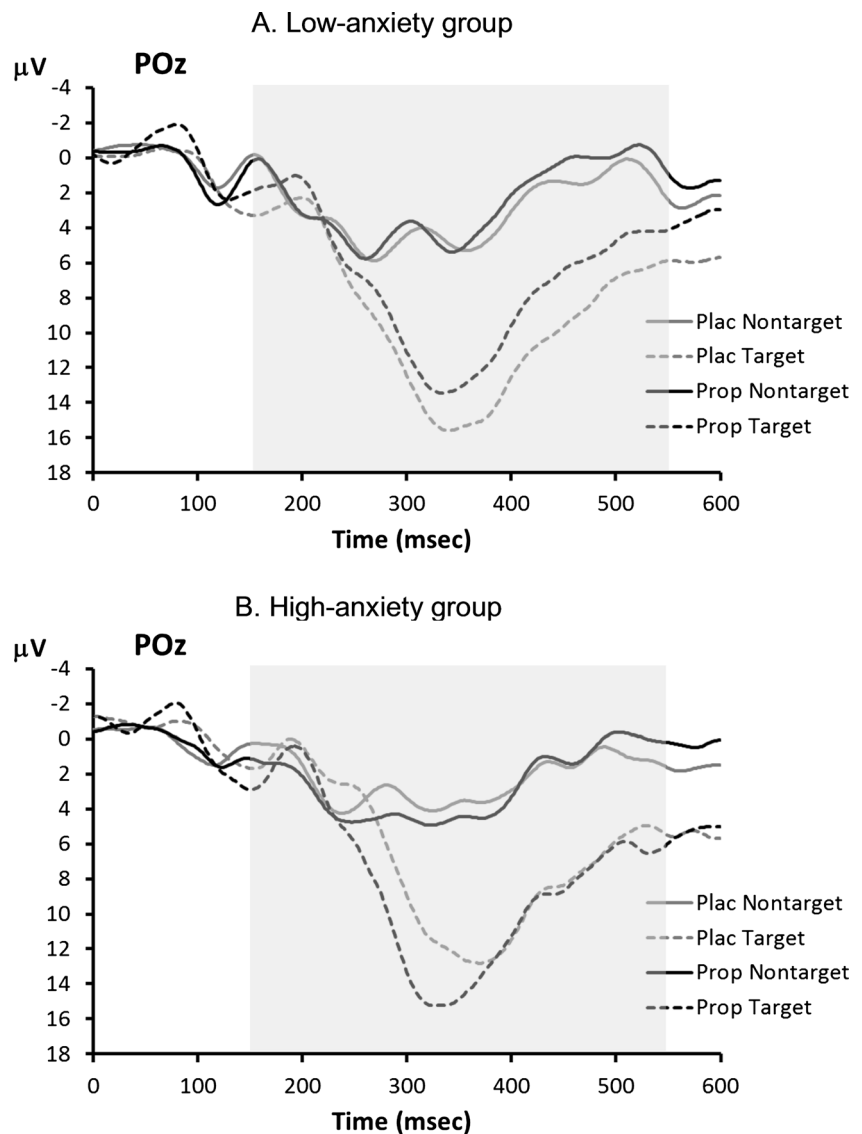 A. Low-anxiety group
µV
POz
-4
-2
0
2
4
6
8
10
12
14
16
18
Plac Nontarget
Plac Target
Prop Nontarget
Prop Target
0 100 200 300 400 500 600
Time (msec)
B. High-anxiety group
µV
POz
-4
-2
0
2
4
6
8
10
12
14
16
18
Plac Nontarget
Plac Target
Prop Nontarget
Prop Target
0 100 200 300 400 500 600
Time (msec)